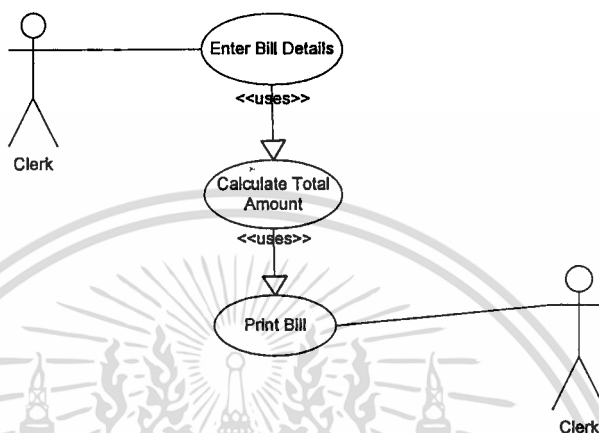 Enter Bill Details
<<uses>>
Clerk
Calculate Total
Amount
<<uses>>
Print Bill
Clerk